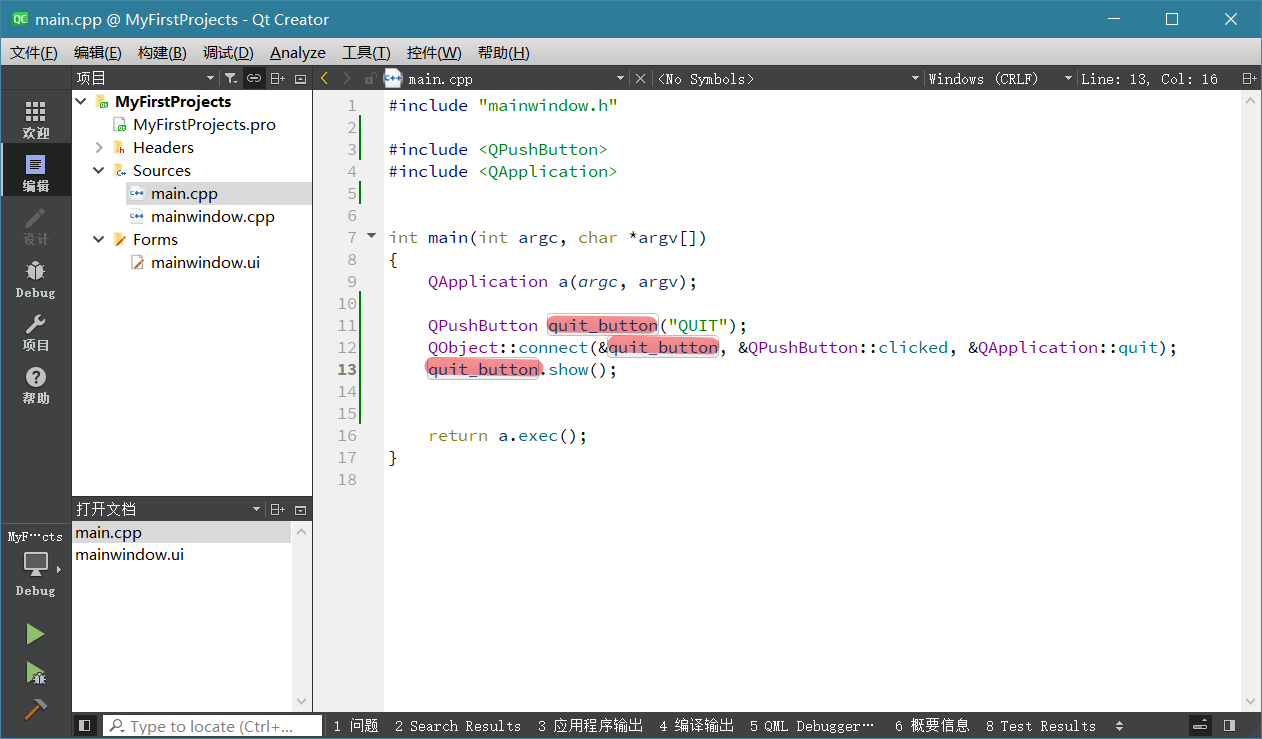 QC main.cpp @ MyFirstProjects - Qt Creator
文件(F) 编辑(E) 构建(B) 调试(D) Analyze 工具(T) 控件(W) 帮助(H)
项目 main.cpp <No Symbols> Windows (CRLF) Line: 13, Col: 16
欢迎
编辑
设计
Debug
项目
帮助
MyF···cts
Debug
MyFirstProjects
MyFirstProjects.pro
Headers
Sources
main.cpp
mainwindow.cpp
Forms
mainwindow.ui
打开文档
main.cpp
mainwindow.ui
1 #include "mainwindow.h"
2
3 #include <QPushButton>
4 #include <QApplication>
5
6
7 int main(int argc, char *argv[])
8 {
9 QApplication a(argc, argv);
10
11 QPushButton quit_button("QUIT");
12 QObject::connect(&quit_button, &QPushButton::clicked, &QApplication::quit);
13 quit_button.show();
14
15
16 return a.exec();
17 }
18
Type to locate (Ctrl+... 1 问题 2 Search Results 3 应用程序输出 4 编译输出 5 QML Debugger··· 6 概要信息 8 Test Results